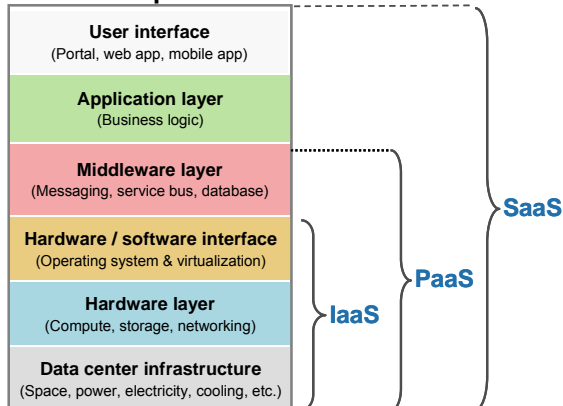 User interface
(Portal, web app, mobile app)
Application layer
(Business logic)
Middleware layer
(Messaging, service bus, database)
Hardware / software interface
(Operating system & virtualization)
Hardware layer
(Compute, storage, networking)
Data center infrastructure
(Space, power, electricity, cooling, etc.)
IaaS
PaaS
SaaS